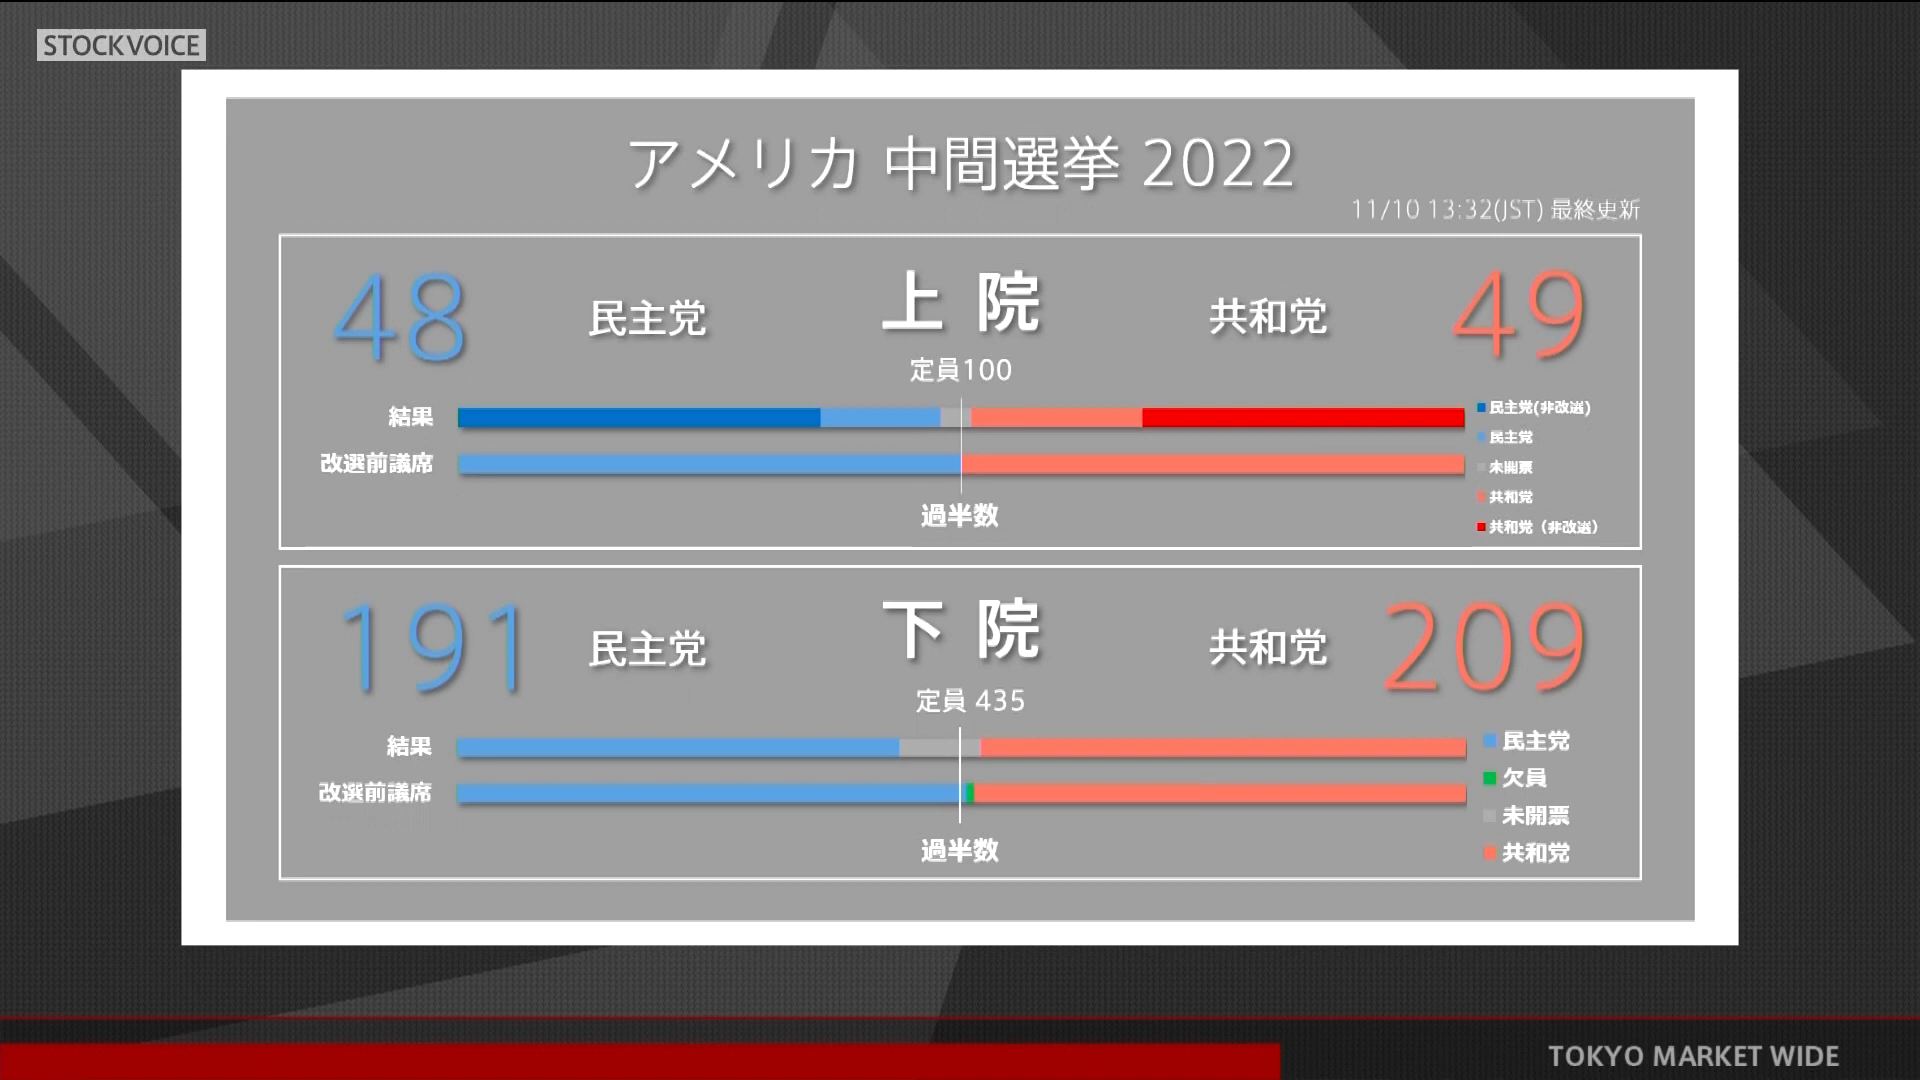 STOCKVOICE
アメリカ 中間選挙 2022
11/10 13:32(JST) 最終更新
48 民主党 上院 共和党 49
定員100
結果
改選前議席
過半数
民主党(非改選)
民主党
未開票
共和党
共和党（非改選）
191 民主党 下院 共和党 209
定員 435
結果
改選前議席
過半数
民主党
欠員
未開票
共和党
TOKYO MARKET WIDE